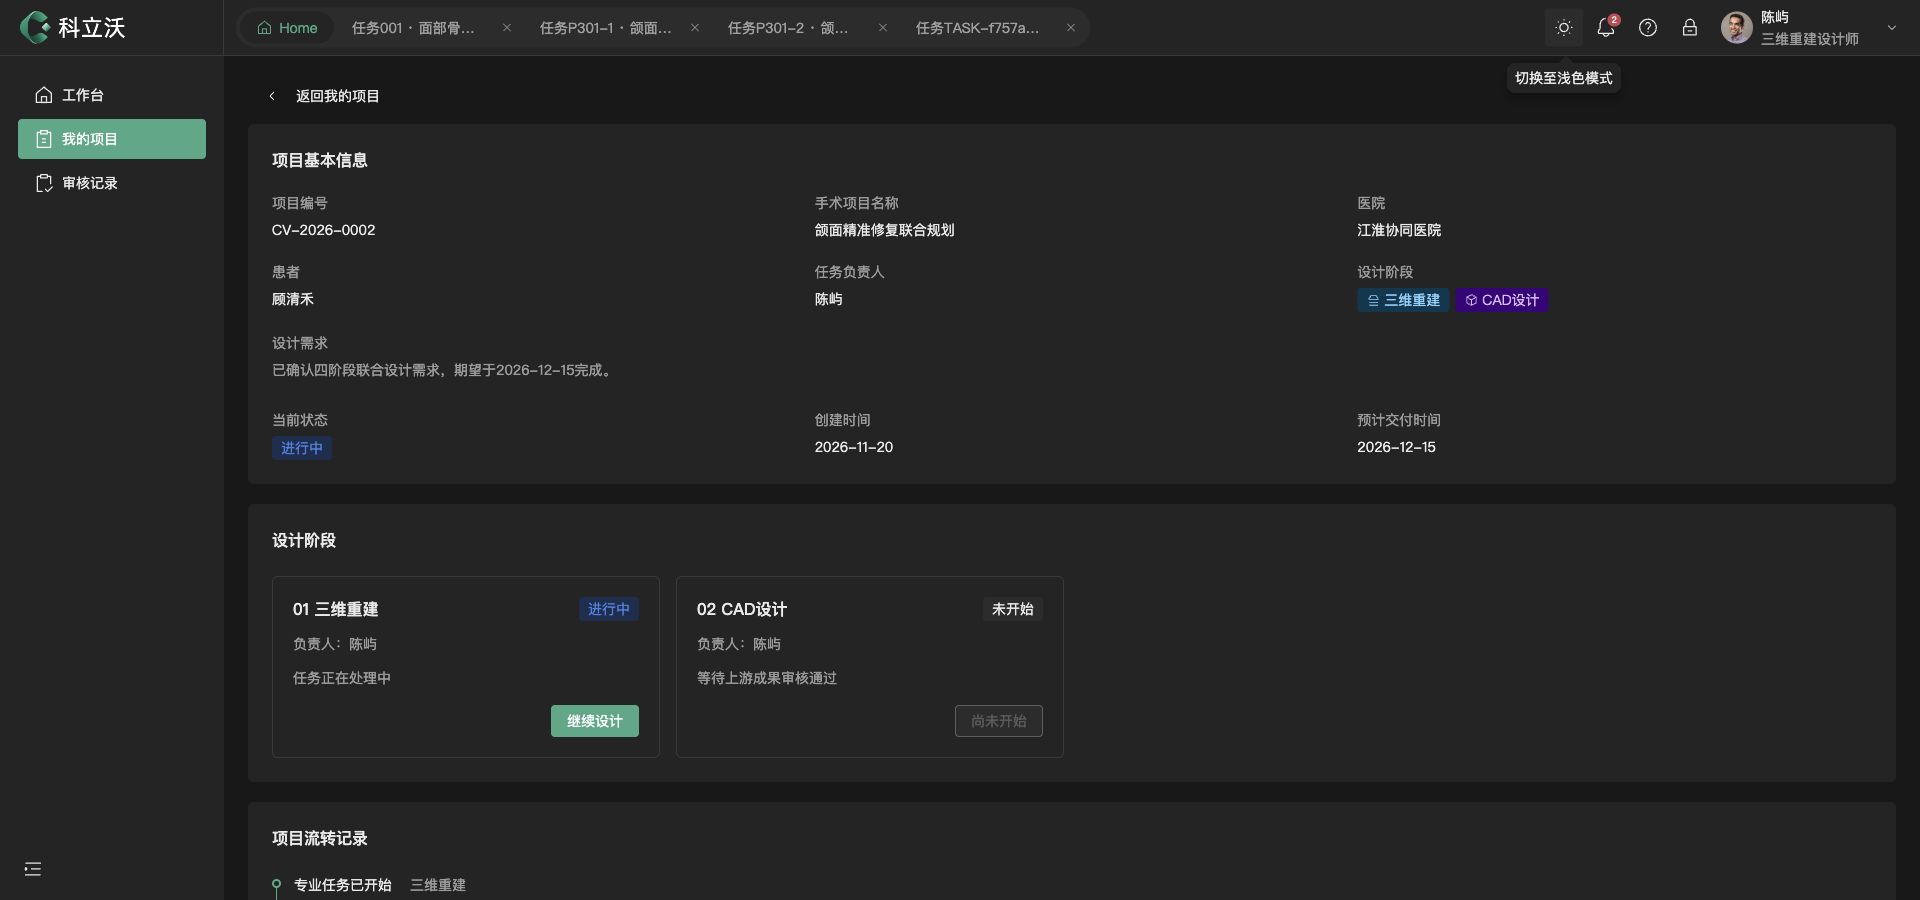 科立沃
Home
任务001 · 面部骨...
任务P301-1 · 颌面...
任务P301-2 · 颌...
任务TASK-f757a...
2
陈屿
三维重建设计师
切换至浅色模式
工作台
我的项目
审核记录
返回我的项目
项目基本信息
项目编号
手术项目名称
医院
CV-2026-0002
颌面精准修复联合规划
江淮协同医院
患者
任务负责人
设计阶段
顾清禾
陈屿
三维重建
CAD设计
设计需求
已确认四阶段联合设计需求，期望于2026-12-15完成。
当前状态
创建时间
预计交付时间
进行中
2026-11-20
2026-12-15
设计阶段
01 三维重建
进行中
负责人：陈屿
任务正在处理中
继续设计
02 CAD设计
未开始
负责人：陈屿
等待上游成果审核通过
尚未开始
项目流转记录
专业任务已开始
三维重建